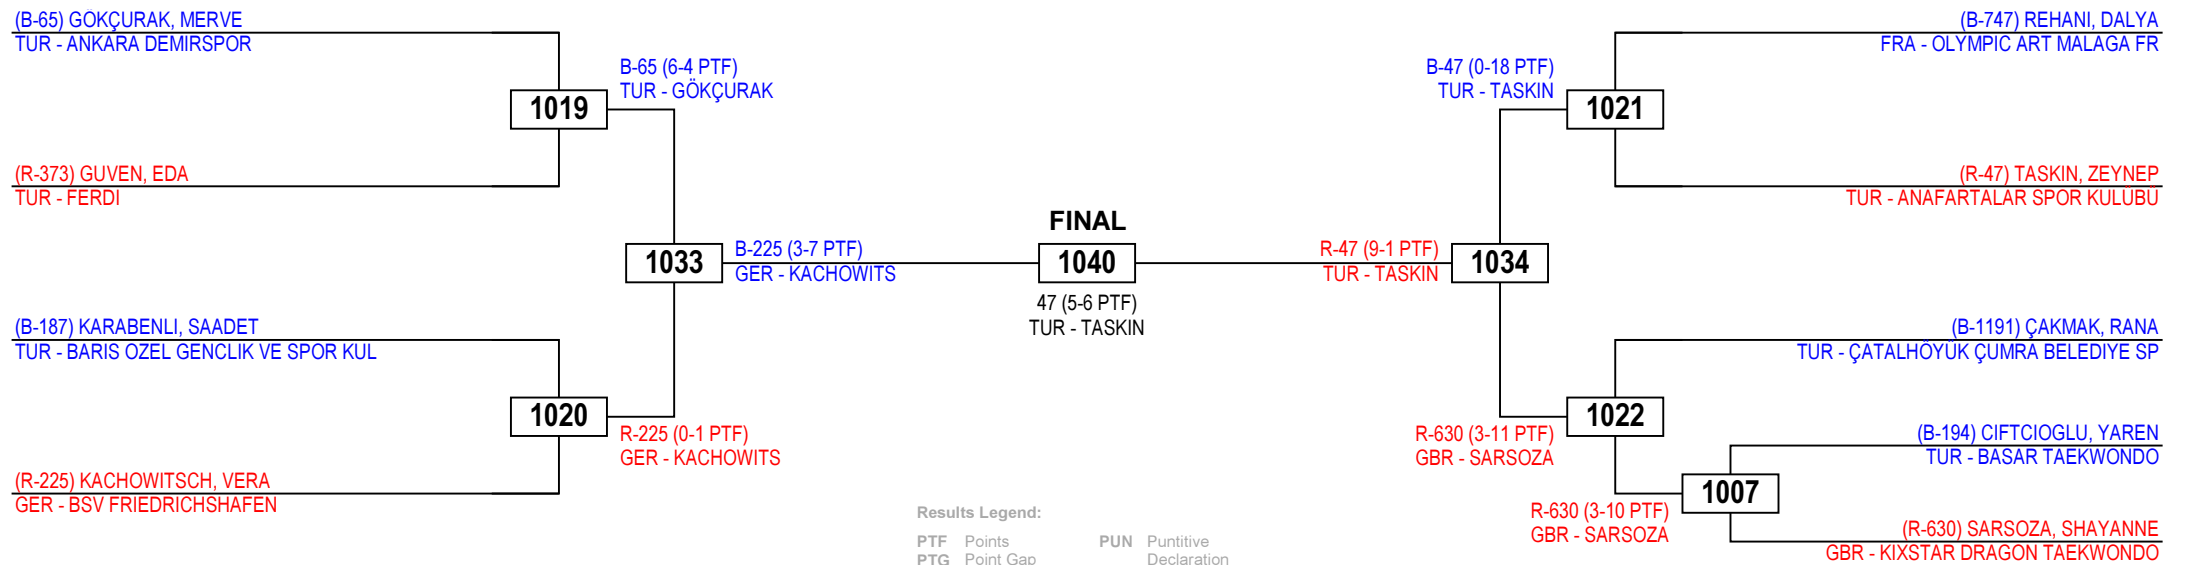 (B-65) GÖKÇURAK, MERVE
TUR - ANKARA DEMIRSPOR
B-65 (6-4 PTF)
TUR - GÖKÇURAK
1019
(R-373) GUVEN, EDA
TUR - FERDI
1033
B-225 (3-7 PTF)
GER - KACHOWITS
(B-187) KARABENLI, SAADET
TUR - BARIS OZEL GENCLIK VE SPOR KUL
1020
R-225 (0-1 PTF)
GER - KACHOWITS
(R-225) KACHOWITSCH, VERA
GER - BSV FRIEDRICHSHAFEN
FINAL
1040
47 (5-6 PTF)
TUR - TASKIN
(B-747) REHANI, DALYA
FRA - OLYMPIC ART MALAGA FR
B-47 (0-18 PTF)
TUR - TASKIN
1021
(R-47) TASKIN, ZEYNEP
TUR - ANAFARTALAR SPOR KULÜBÜ
R-47 (9-1 PTF)
TUR - TASKIN
1034
(B-1191) ÇAKMAK, RANA
TUR - ÇATALHÖYÜK ÇUMRA BELEDIYE SP
1022
R-630 (3-11 PTF)
GBR - SARSOZA
(B-194) CIFTCIOGLU, YAREN
TUR - BASAR TAEKWONDO
1007
R-630 (3-10 PTF)
GBR - SARSOZA
(R-630) SARSOZA, SHAYANNE
GBR - KIXSTAR DRAGON TAEKWONDO
Results Legend:
PTF Points
PTG Point Gap
PUN Puntitive
Declaration